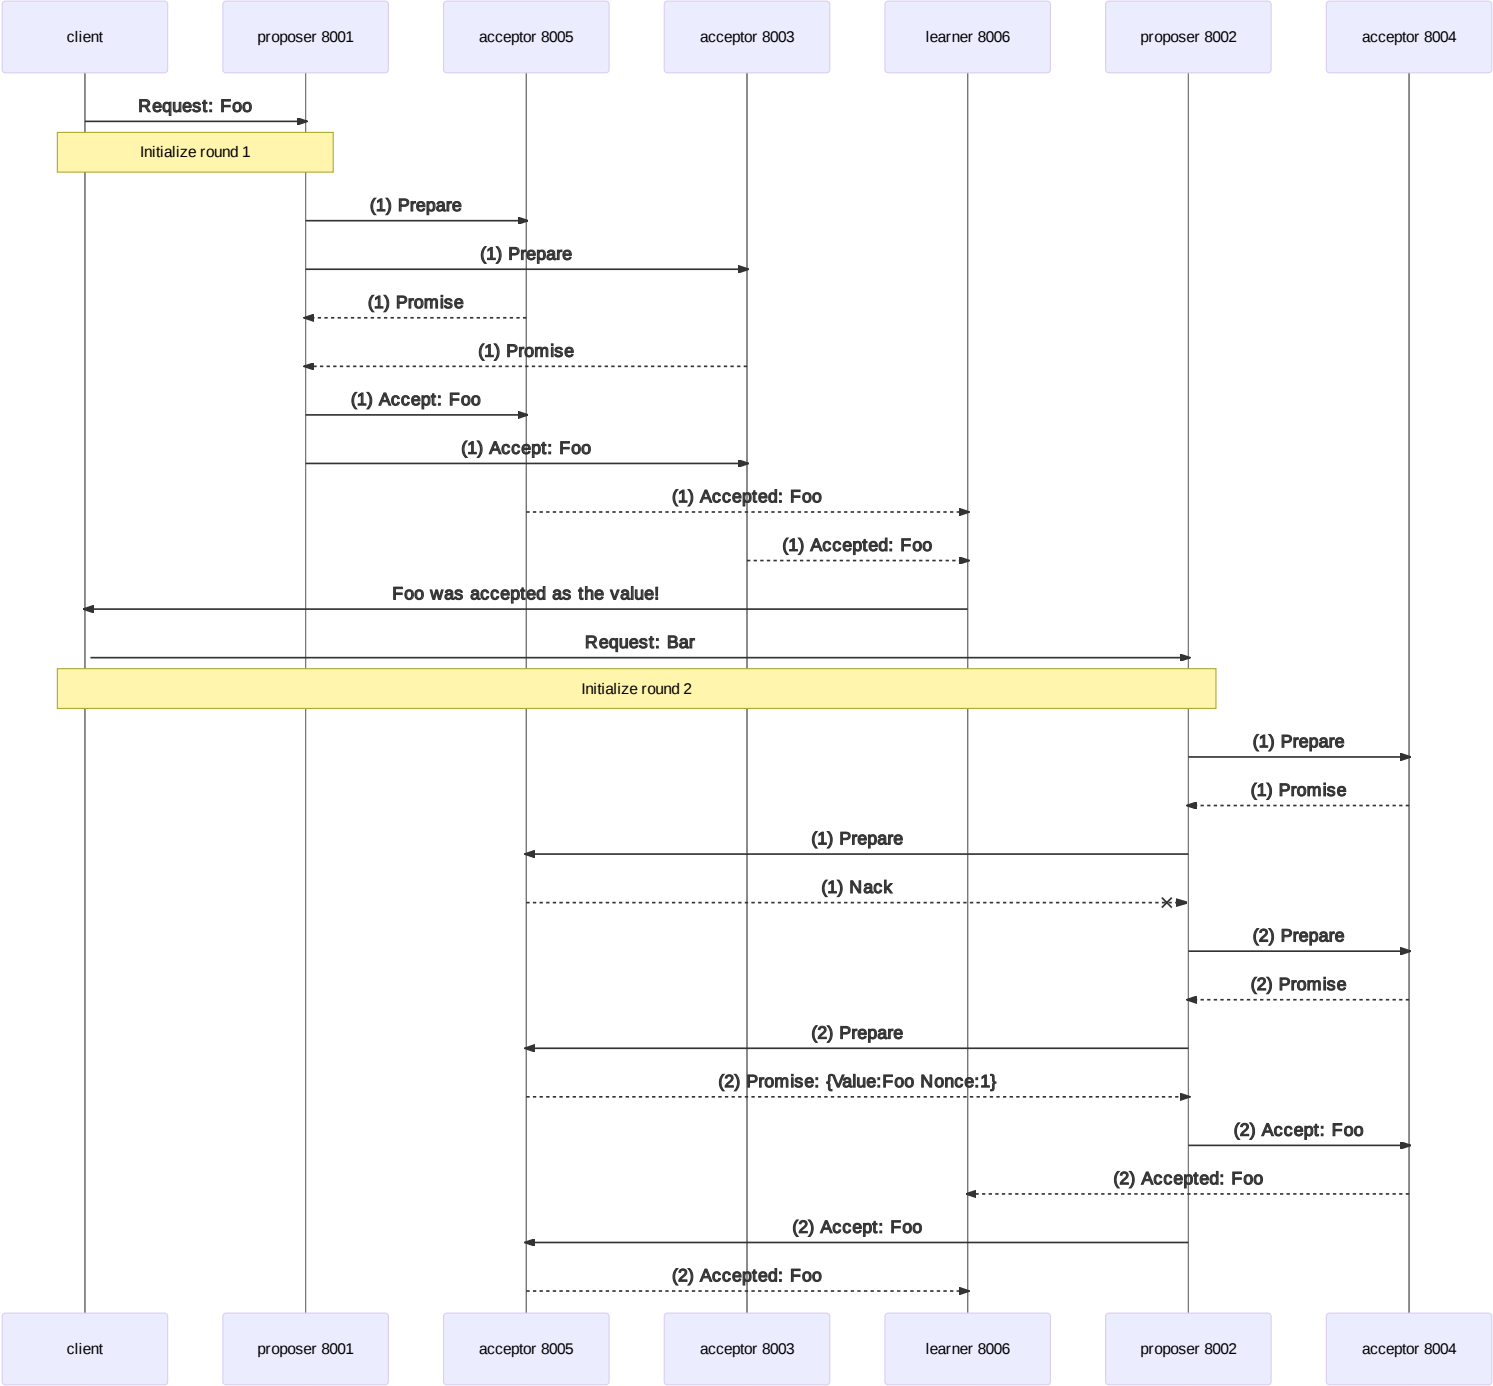 client
proposer 8001
acceptor 8005
acceptor 8003
learner 8006
proposer 8002
acceptor 8004
Request: Foo
Initialize round 1
(1) Prepare
(1) Prepare
(1) Promise
(1) Promise
(1) Accept: Foo
(1) Accept: Foo
(1) Accepted: Foo
(1) Accepted: Foo
Foo was accepted as the value!
Request: Bar
Initialize round 2
(1) Prepare
(1) Promise
(1) Prepare
(1) Nack
(2) Prepare
(2) Promise
(2) Prepare
(2) Promise: {Value:Foo Nonce:1}
(2) Accept: Foo
(2) Accepted: Foo
(2) Accept: Foo
(2) Accepted: Foo
client
proposer 8001
acceptor 8005
acceptor 8003
learner 8006
proposer 8002
acceptor 8004